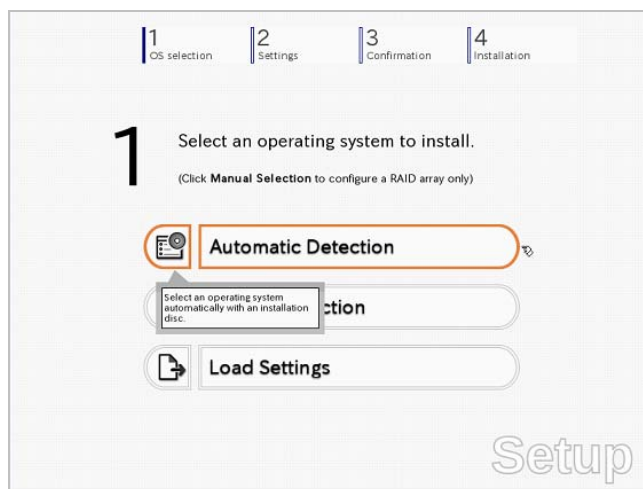 1
OS selection
2
Settings
3
Confirmation
4
Installation
1
Select an operating system to install.
(Click Manual Selection to configure a RAID array only)
Automatic Detection
Select an operating system
automatically with an installation
disc.
ction
Load Settings
Setup